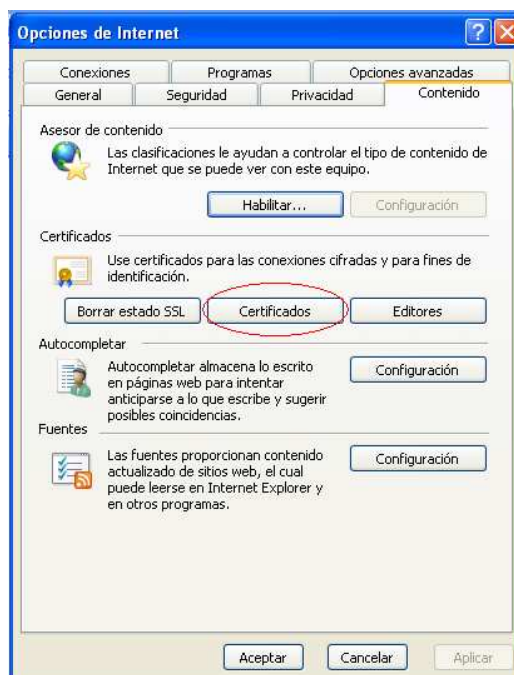 Opciones de Internet
Conexiones Programas Opciones avanzadas
General Seguridad Privacidad Contenido
Asesor de contenido
Las clasificaciones le ayudan a controlar el tipo de contenido de
Internet que se puede ver con este equipo.
Habilitar... Configuración
Certificados
Use certificados para las conexiones cifradas y para fines de
identificación.
Borrar estado SSL Certificados Editores
Autocompletar
Autocompletar almacena lo escrito
en páginas web para intentar
anticiparse a lo que escribe y sugerir
posibles coincidencias.
Configuración
Fuentes
Las fuentes proporcionan contenido
actualizado de sitios web, el cual
puede leerse en Internet Explorer y
en otros programas.
Configuración
Aceptar Cancelar Aplicar